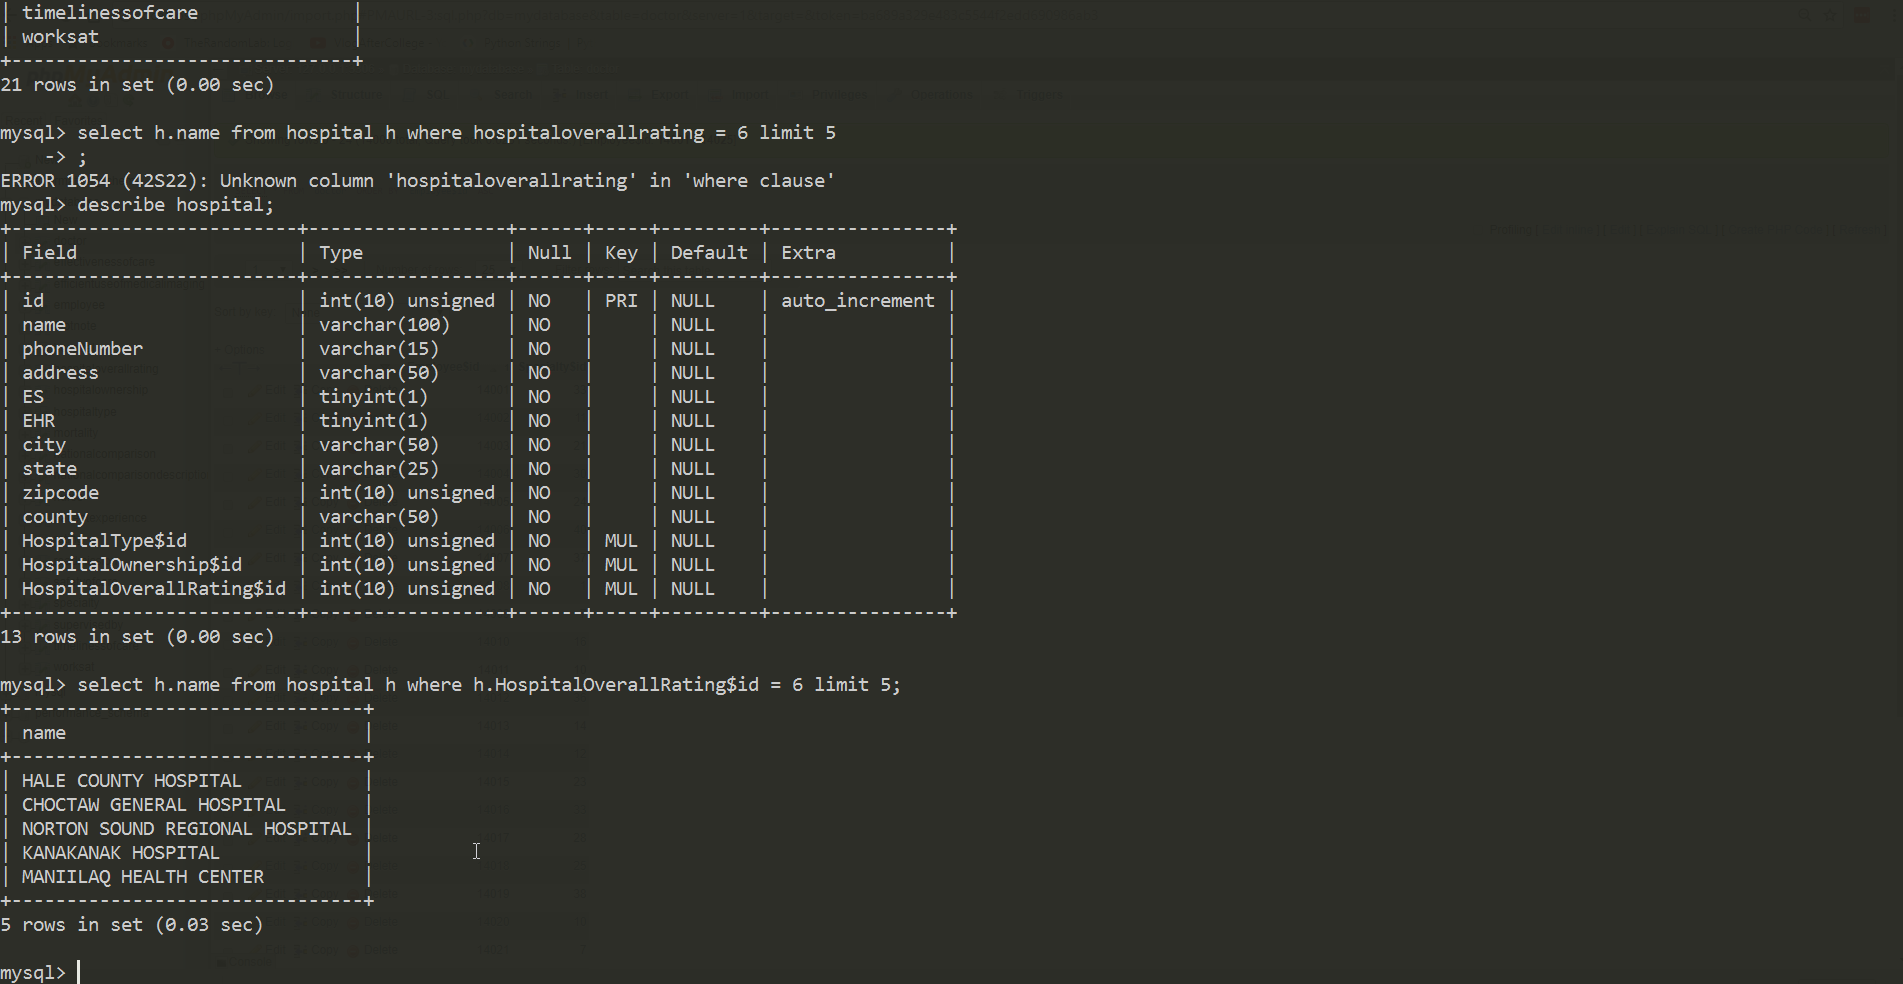 | timelinessofcare              |
| worksat                       |
+-------------------------------+
21 rows in set (0.00 sec)
mysql> select h.name from hospital h where hospitaloverallrating = 6 limit 5
    -> ;
ERROR 1054 (42S22): Unknown column 'hospitaloverallrating' in 'where clause'
mysql> describe hospital;
+--------------------------+------------------+------+-----+---------+----------------+
| Field                    | Type             | Null | Key | Default | Extra          |
+--------------------------+------------------+------+-----+---------+----------------+
| id                       | int(10) unsigned | NO   | PRI | NULL    | auto_increment |
| name                     | varchar(100)     | NO   |     | NULL    |                |
| phoneNumber              | varchar(15)      | NO   |     | NULL    |                |
| address                  | varchar(50)      | NO   |     | NULL    |                |
| ES                       | tinyint(1)       | NO   |     | NULL    |                |
| EHR                      | tinyint(1)       | NO   |     | NULL    |                |
| city                     | varchar(50)      | NO   |     | NULL    |                |
| state                    | varchar(25)      | NO   |     | NULL    |                |
| zipcode                  | int(10) unsigned | NO   |     | NULL    |                |
| county                   | varchar(50)      | NO   |     | NULL    |                |
| HospitalType$id          | int(10) unsigned | NO   | MUL | NULL    |                |
| HospitalOwnership$id     | int(10) unsigned | NO   | MUL | NULL    |                |
| HospitalOverallRating$id | int(10) unsigned | NO   | MUL | NULL    |                |
+--------------------------+------------------+------+-----+---------+----------------+
13 rows in set (0.00 sec)
mysql> select h.name from hospital h where h.HospitalOverallRating$id = 6 limit 5;
+--------------------------------+
| name                           |
+--------------------------------+
| HALE COUNTY HOSPITAL           |
| CHOCTAW GENERAL HOSPITAL       |
| NORTON SOUND REGIONAL HOSPITAL |
| KANAKANAK HOSPITAL             |
| MANIILAQ HEALTH CENTER         |
+--------------------------------+
5 rows in set (0.03 sec)
mysql>